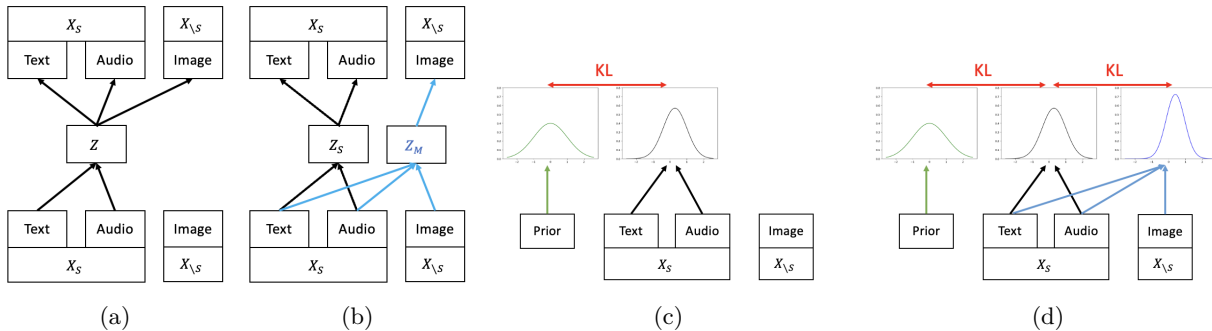 X_S X_{\S} X_S X_{\S}
Text Audio Image Text Audio Image
KL KL KL
Z Z_S Z_M
Text Audio Image Text Audio Image Prior Text Audio Image Prior Text Audio Image
X_S X_{\S} X_S X_{\S} X_S X_{\S} X_S X_{\S}
(a) (b) (c) (d)